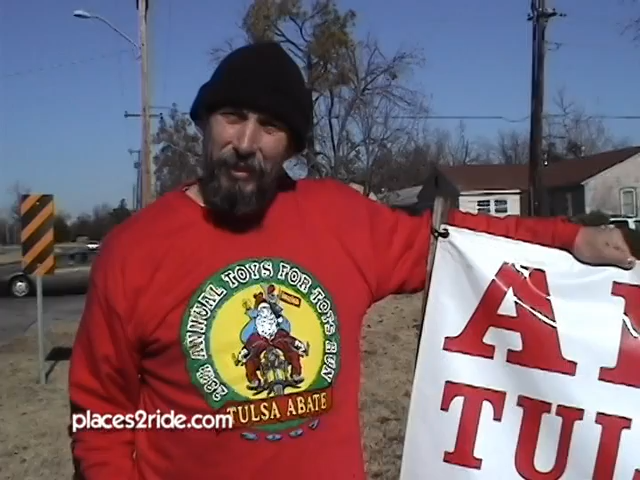 ANNUAL TOYS FOR TOTS RUN
TULSA ABATE
places2ride.com
A
TUL